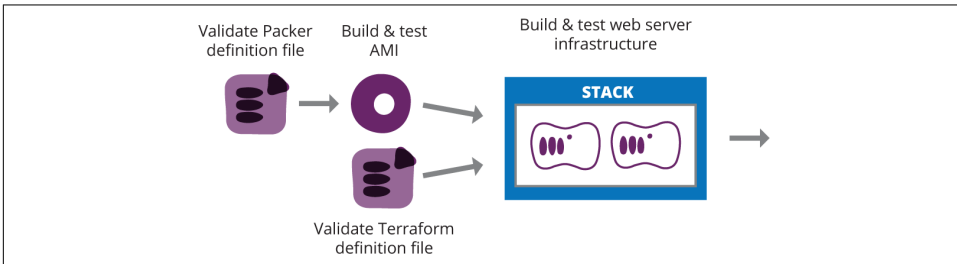 Validate Packer
definition file
Build & test
AMI
Build & test web server
infrastructure
STACK
Validate Terraform
definition file